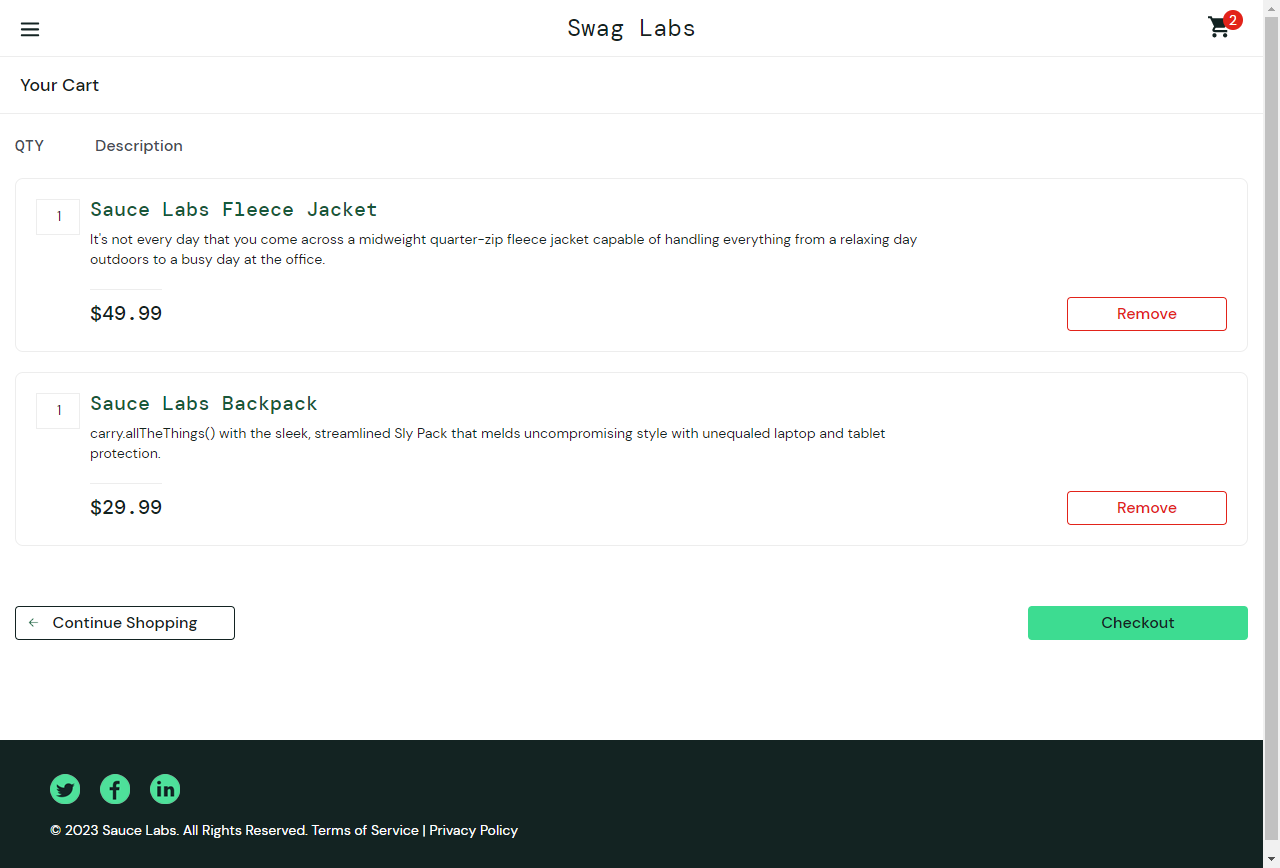 Swag Labs
2
Your Cart
QTY Description
1
Sauce Labs Fleece Jacket
It's not every day that you come across a midweight quarter-zip fleece jacket capable of handling everything from a relaxing day
outdoors to a busy day at the office.
$49.99
Remove
1
Sauce Labs Backpack
carry.allTheThings() with the sleek, streamlined Sly Pack that melds uncompromising style with unequaled laptop and tablet
protection.
$29.99
Remove
Continue Shopping
Checkout
© 2023 Sauce Labs. All Rights Reserved. Terms of Service | Privacy Policy